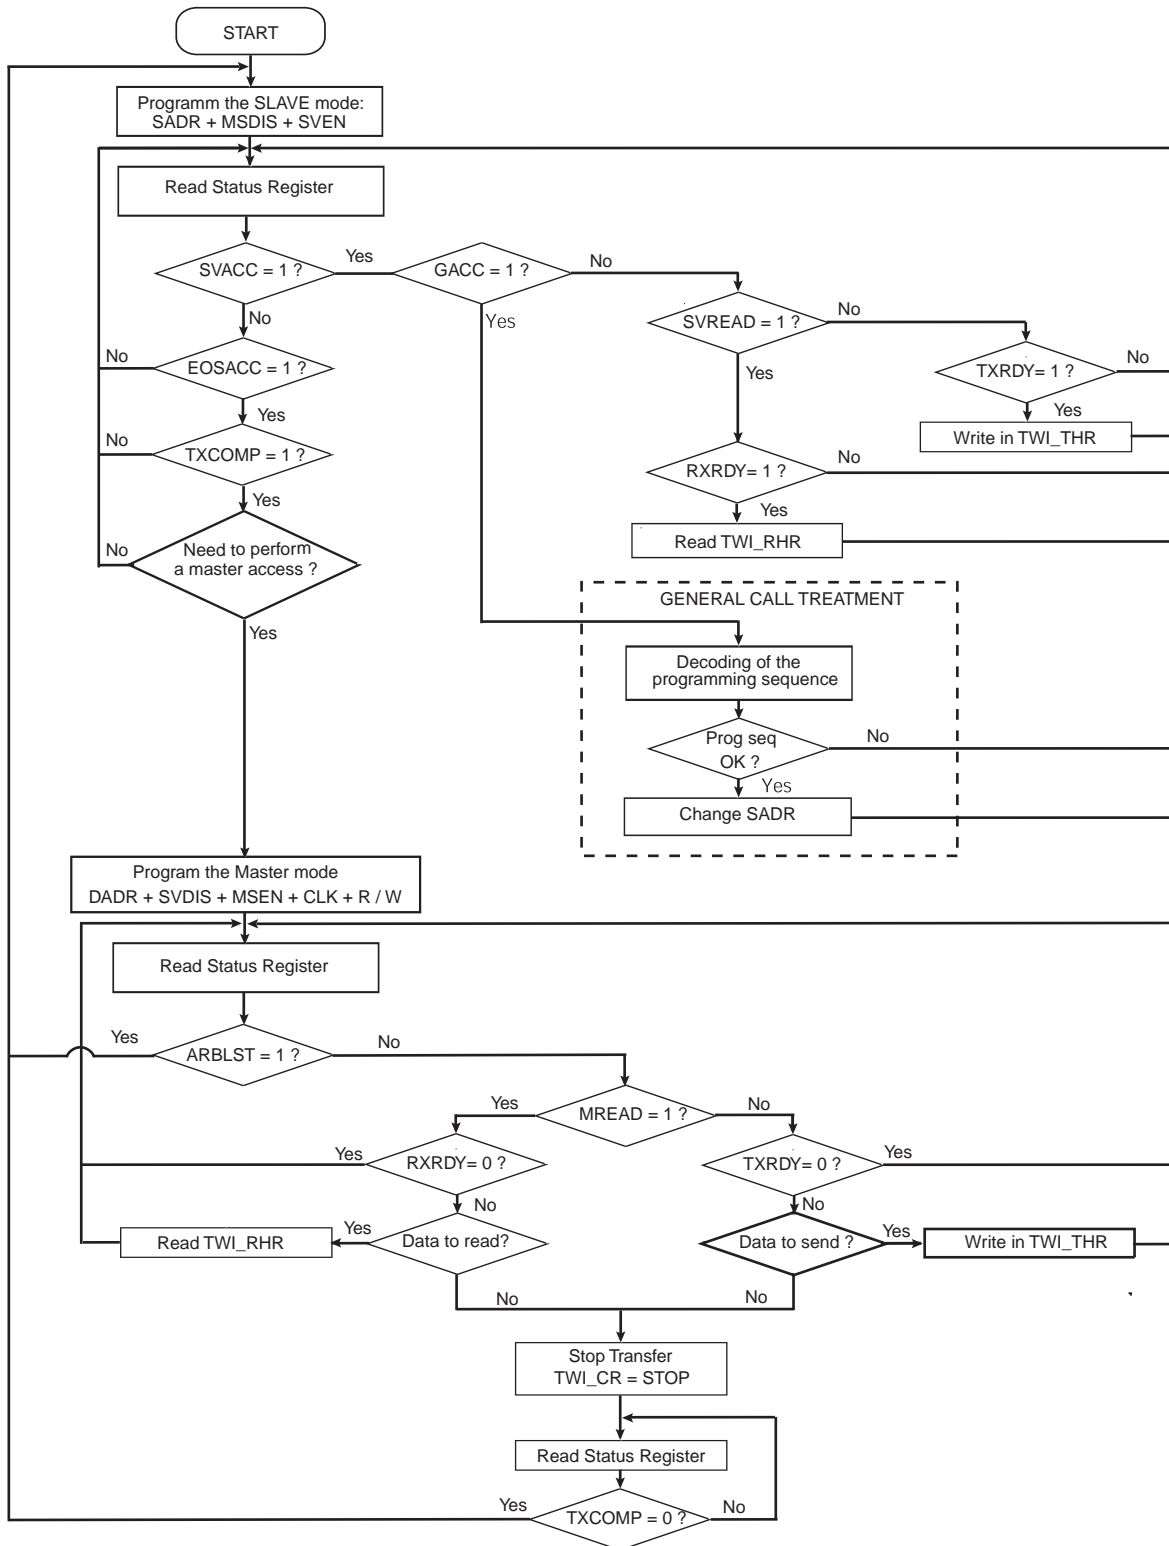 START
Programm the SLAVE mode:
SADR + MSDIS + SVEN
Read Status Register
SVACC = 1 ?
Yes
GACC = 1 ?
No
No
Yes
SVREAD = 1 ?
No
No
EOSACC = 1 ?
Yes
Yes
TXRDY= 1 ?
No
Yes
Write in TWI_THR
No
TXCOMP = 1 ?
Yes
RXRDY= 1 ?
No
Yes
Read TWI_RHR
No
Need to perform
a master access ?
Yes
GENERAL CALL TREATMENT
Decoding of the
programming sequence
Prog seq
OK ?
No
Yes
Change SADR
Program the Master mode
DADR + SVDIS + MSEN + CLK + R / W
Read Status Register
Yes
ARBLST = 1 ?
No
Yes
MREAD = 1 ?
No
Yes
RXRDY= 0 ?
TXRDY= 0 ?
Yes
No
No
Read TWI_RHR
Yes
Data to read?
Data to send ?
Yes
Write in TWI_THR
No
No
Stop Transfer
TWI_CR = STOP
Read Status Register
Yes
TXCOMP = 0 ?
No